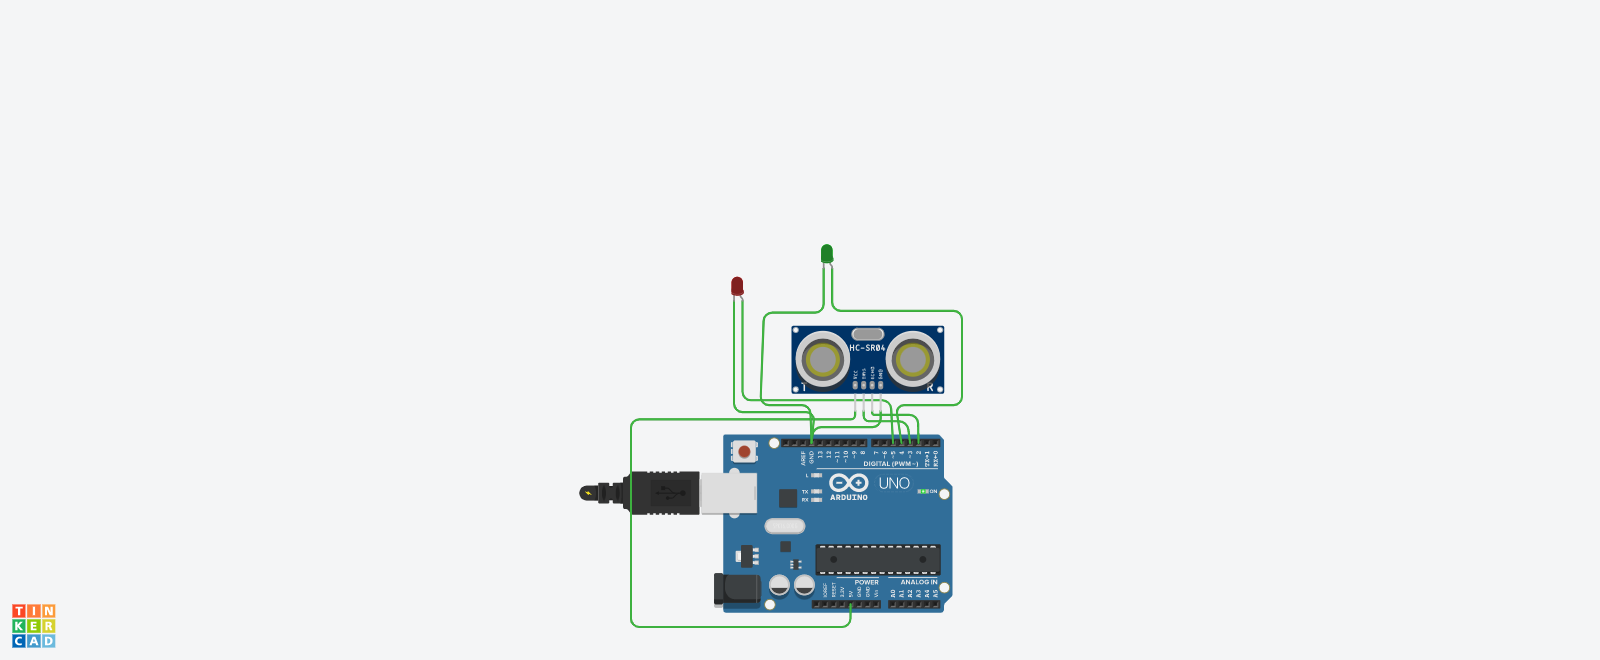 HC-SR04
VCC
TRIG
ECHO
GND
T
R
AREF
GND
13
12
~11
~10
~9
8
7
~6
~5
4
~3
2
TX→1
RX←0
DIGITAL (PWM~)
L
TX
RX
ARDUINO
UNO
ON
POWER
ANALOG IN
IOREF
RESET
3.3V
5V
GND
GND
Vin
A0
A1
A2
A3
A4
A5
TIN
KER
CAD